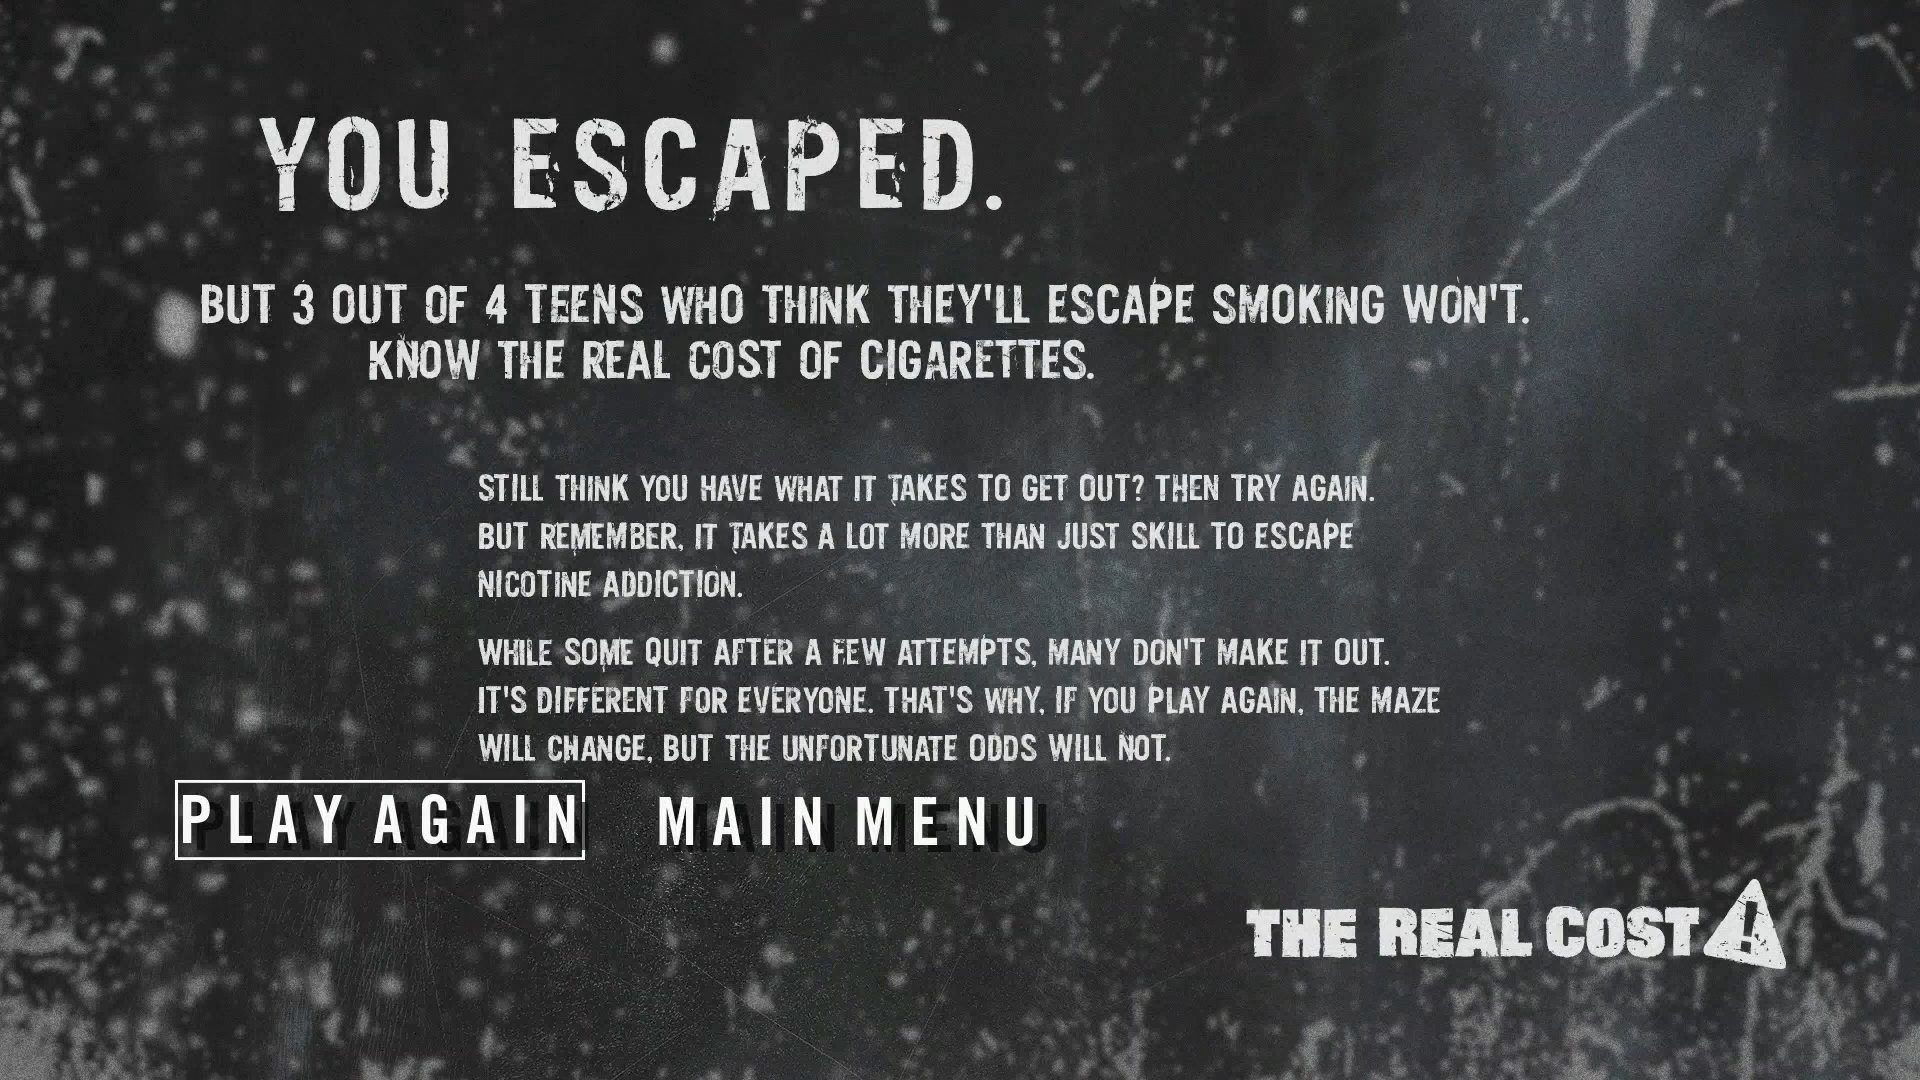 YOU ESCAPED.
BUT 3 OUT OF 4 TEENS WHO THINK THEY'LL ESCAPE SMOKING WON'T.
KNOW THE REAL COST OF CIGARETTES.
STILL THINK YOU HAVE WHAT IT TAKES TO GET OUT? THEN TRY AGAIN.
BUT REMEMBER, IT TAKES A LOT MORE THAN JUST SKILL TO ESCAPE
NICOTINE ADDICTION.
WHILE SOME QUIT AFTER A FEW ATTEMPTS, MANY DON'T MAKE IT OUT.
IT'S DIFFERENT FOR EVERYONE. THAT'S WHY, IF YOU PLAY AGAIN, THE MAZE
WILL CHANGE, BUT THE UNFORTUNATE ODDS WILL NOT.
PLAY AGAIN MAIN MENU
THE REAL COST